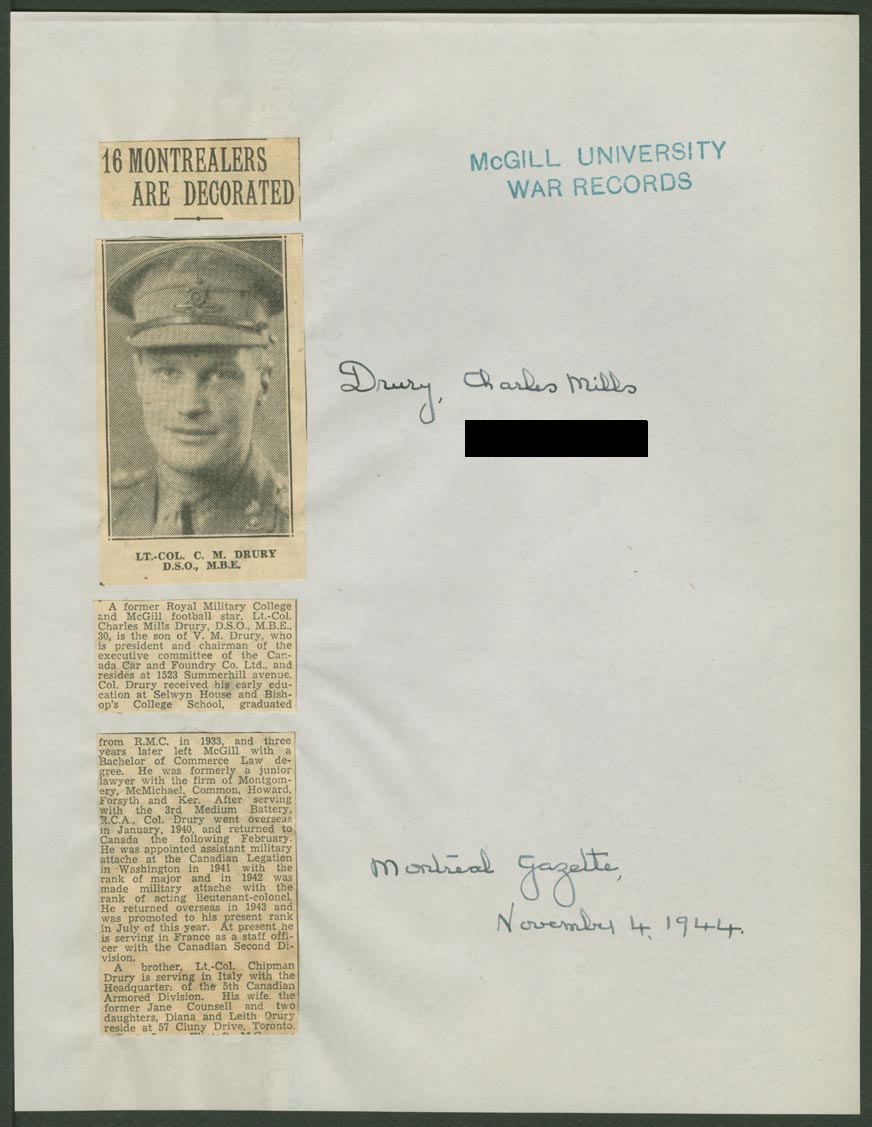 16 MONTREALERS
ARE DECORATED
McGILL UNIVERSITY
WAR RECORDS
Drury, Charles Mills
LT.-COL. C. M. DRURY
D.S.O., M.B.E.
A former Royal Military College
and McGill football star, Lt.-Col.
Charles Mills Drury, D.S.O., M.B.E.,
30, is the son of V. M. Drury, who
is president and chairman of the
executive committee of the Can-
ada Car and Foundry Co. Ltd., and
resides at 1523 Summerhill avenue.
Col. Drury received his early edu-
cation at Selwyn House and Bish-
op's College School, graduated
from R.M.C. in 1933, and three
years later left McGill with a
Bachelor of Commerce Law de-
gree. He was formerly a junior
lawyer with the firm of Montgom-
ery, McMichael, Common, Howard,
Forsyth and Ker. After serving
with the 3rd Medium Battery,
R.C.A., Col. Drury went overseas
in January, 1940, and returned to
Canada the following February.
He was appointed assistant military
attache at the Canadian Legation
in Washington in 1941 with the
rank of major and in 1942 was
made military attache with the
rank of acting lieutenant-colonel.
He returned overseas in 1943 and
was promoted to his present rank
in July of this year. At present he
is serving in France as a staff offi-
cer with the Canadian Second Di-
vision.
A brother, Lt.-Col. Chipman
Drury is serving in Italy with the
Headquarters of the 5th Canadian
Armored Division. His wife the
former Jane Counsell and two
daughters, Diana and Leith Drury
reside at 57 Cluny Drive, Toronto.
Montreal Gazette,
November 4, 1944.